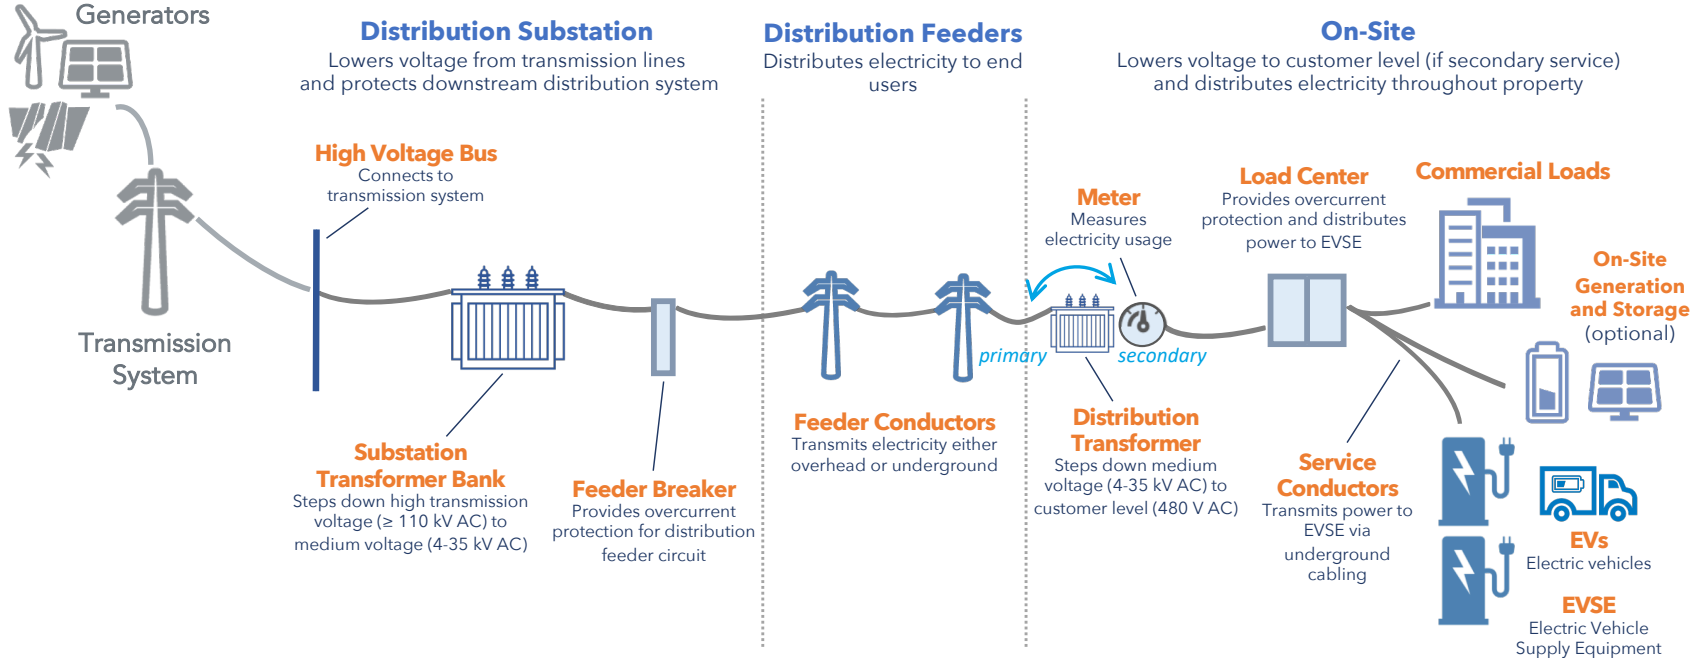 Generators
Transmission
System
Distribution Substation
Lowers voltage from transmission lines
and protects downstream distribution system
High Voltage Bus
Connects to
transmission system
Substation
Transformer Bank
Steps down high transmission
voltage (≥ 110 kV AC) to
medium voltage (4-35 kV AC)
Feeder Breaker
Provides overcurrent
protection for distribution
feeder circuit
Distribution Feeders
Distributes electricity to end
users
Feeder Conductors
Transmits electricity either
overhead or underground
On-Site
Lowers voltage to customer level (if secondary service)
and distributes electricity throughout property
Meter
Measures
electricity usage
primary
secondary
Distribution
Transformer
Steps down medium
voltage (4-35 kV AC) to
customer level (480 V AC)
Load Center
Provides overcurrent
protection and distributes
power to EVSE
Service
Conductors
Transmits power to
EVSE via
underground
cabling
Commercial Loads
On-Site
Generation
and Storage
(optional)
EVs
Electric vehicles
EVSE
Electric Vehicle
Supply Equipment